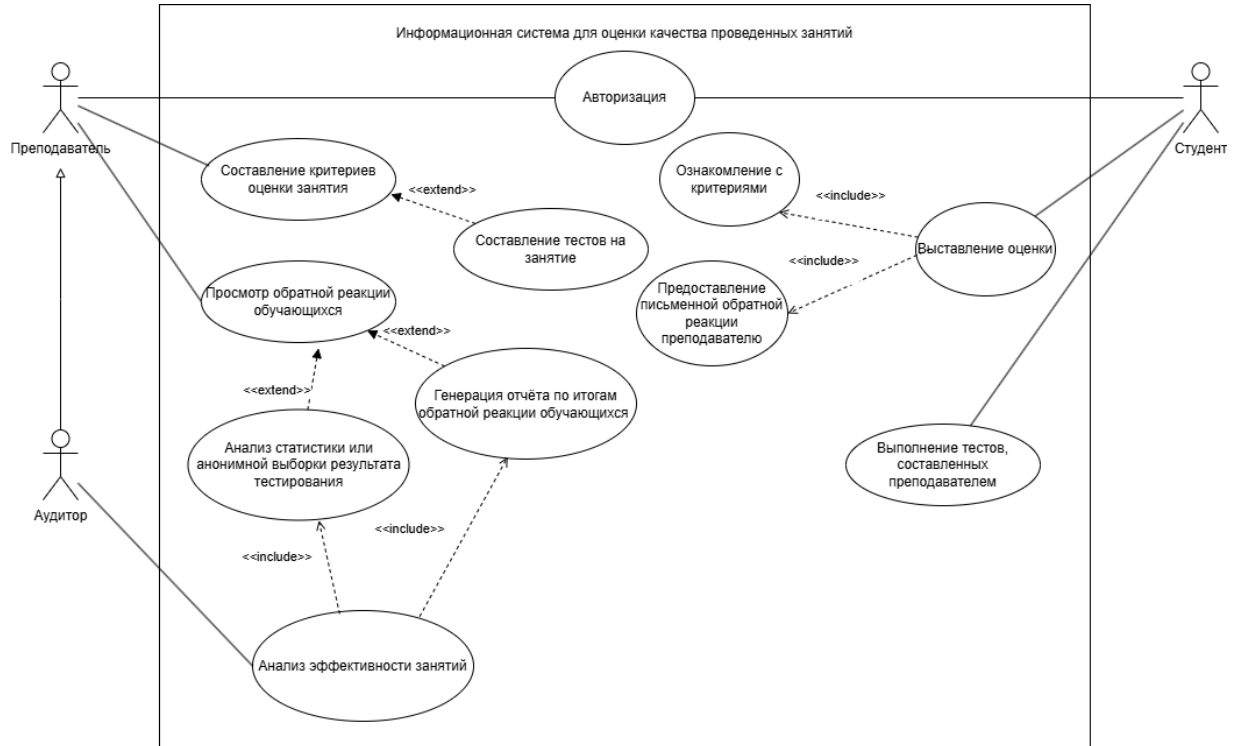 Информационная система для оценки качества проведенных занятий
Авторизация
Преподаватель
Студент
Составление критериев
оценки занятия
<<extend>>
Составление тестов на
занятие
Ознакомление с
критериями
<<include>>
Выставление оценки
<<include>>
Предоставление
письменной обратной
реакции
преподавателю
Просмотр обратной реакции
обучающихся
<<extend>>
<<extend>>
Генерация отчёта по итогам
обратной реакции обучающихся
Анализ статистики или
анонимной выборки результата
тестирования
Выполнение тестов,
составленных
преподавателем
Аудитор
<<include>>
<<include>>
Анализ эффективности занятий